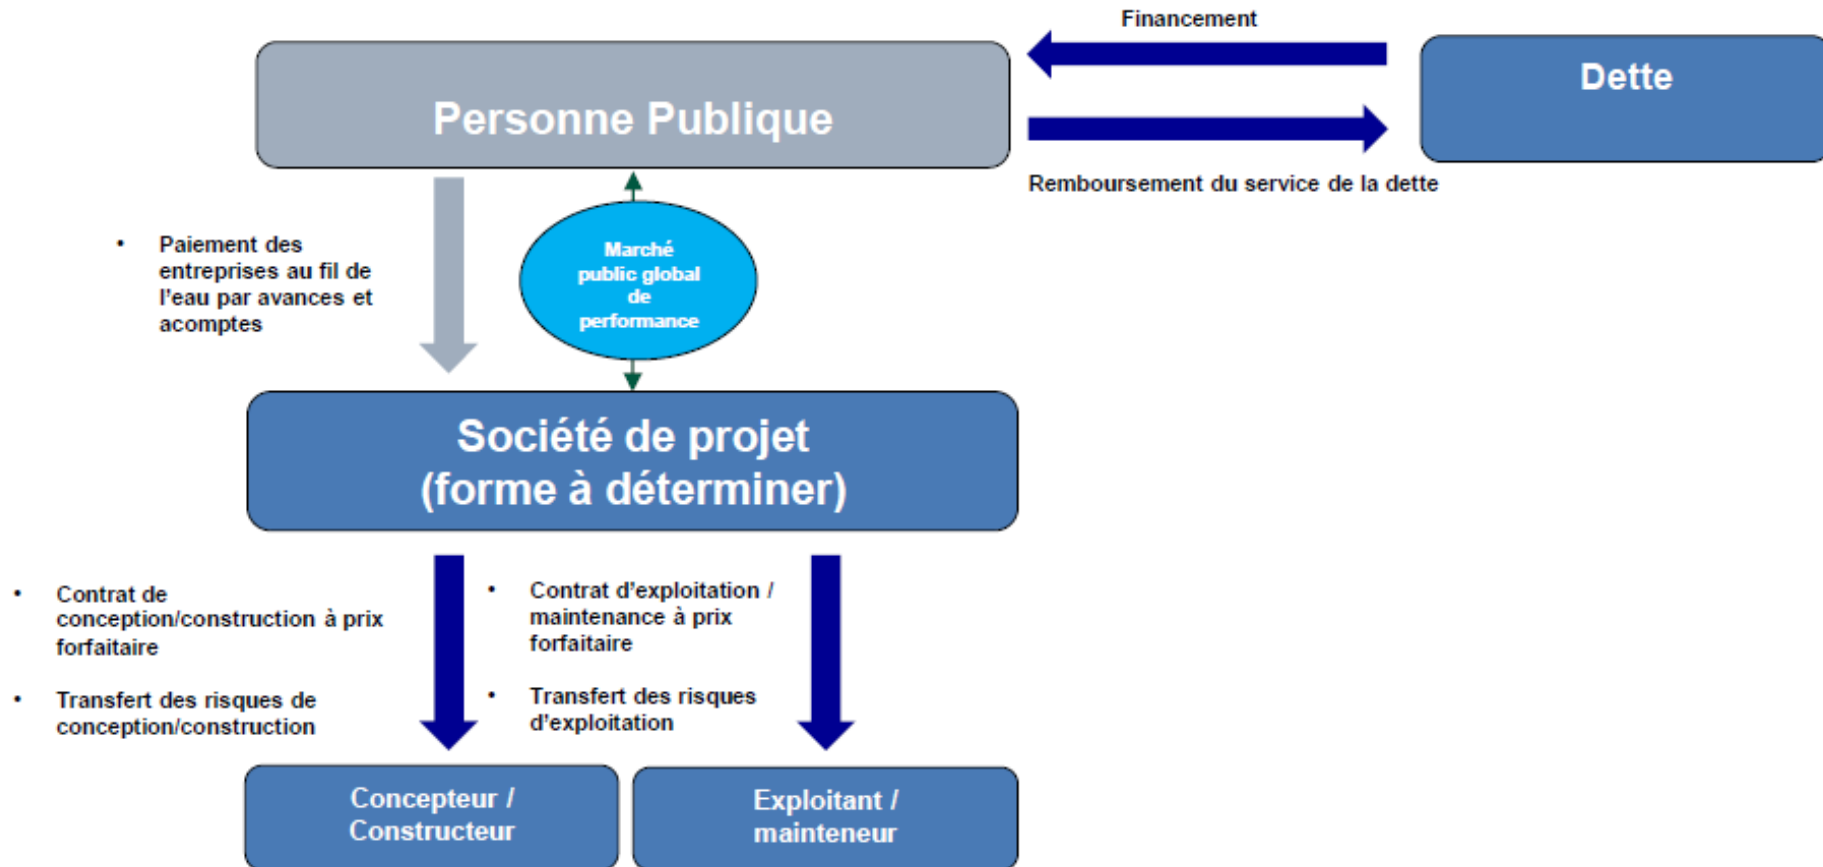 Financement
Personne Publique
Dette
Remboursement du service de la dette
• Paiement des
entreprises au fil de
l'eau par avances et
acomptes
Marché
public global
de
performance
Société de projet
(forme à déterminer)
• Contrat de
conception/construction à prix
forfaitaire
• Transfert des risques de
conception/construction
• Contrat d'exploitation /
maintenance à prix
forfaitaire
• Transfert des risques
d'exploitation
Concepteur /
Constructeur
Exploitant /
mainteneur